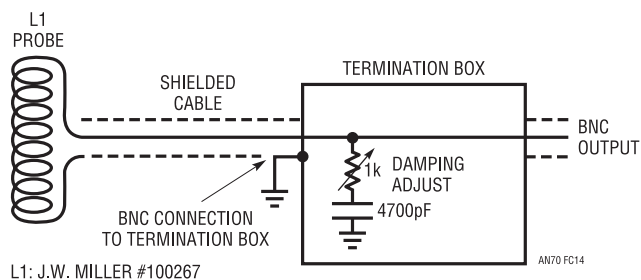 L1
PROBE
SHIELDED
CABLE
TERMINATION BOX
BNC
OUTPUT
1k
DAMPING
ADJUST
4700pF
BNC CONNECTION
TO TERMINATION BOX
AN70 FC14
L1: J.W. MILLER #100267